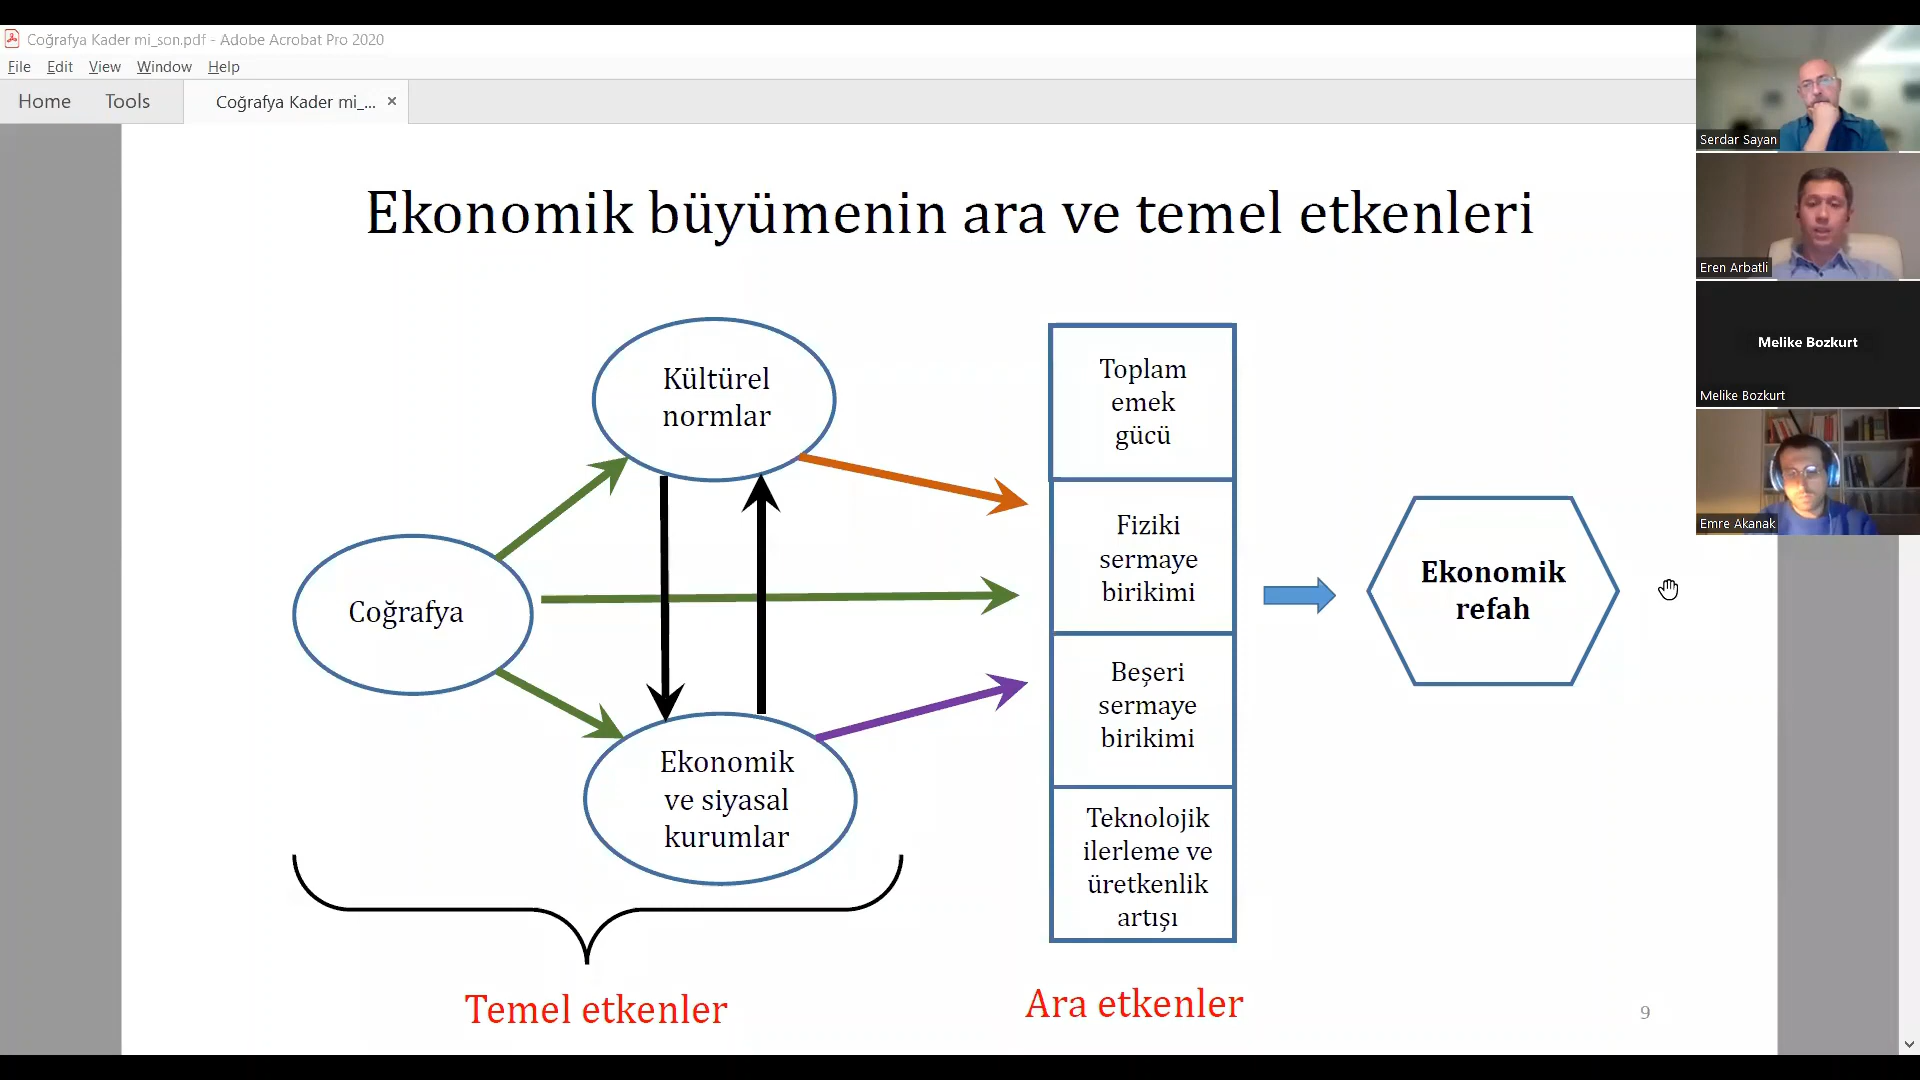 Coğrafya Kader mi_son.pdf - Adobe Acrobat Pro 2020
File Edit View Window Help
Home Tools Coğrafya Kader mi_... ×
Ekonomik büyümenin ara ve temel etkenleri
Kültürel
normlar
Coğrafya
Ekonomik
ve siyasal
kurumlar
Temel etkenler
Toplam
emek
gücü
Fiziki
sermaye
birikimi
Beşeri
sermaye
birikimi
Teknolojik
ilerleme ve
üretkenlik
artışı
Ara etkenler
Ekonomik
refah
9
Serdar Sayan
Eren Arbatli
Melike Bozkurt
Melike Bozkurt
Emre Akanak